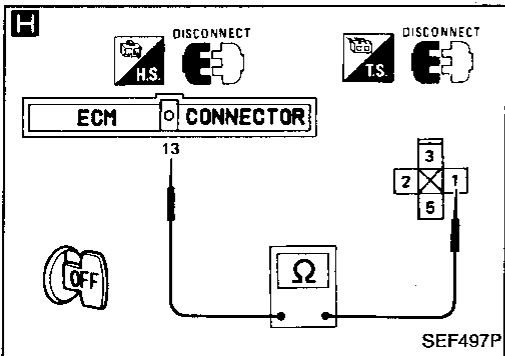 H
DISCONNECT
H.S.
DISCONNECT
T.S.
ECM CONNECTOR
13
3
2 1
5
OFF
Ω
SEF497P